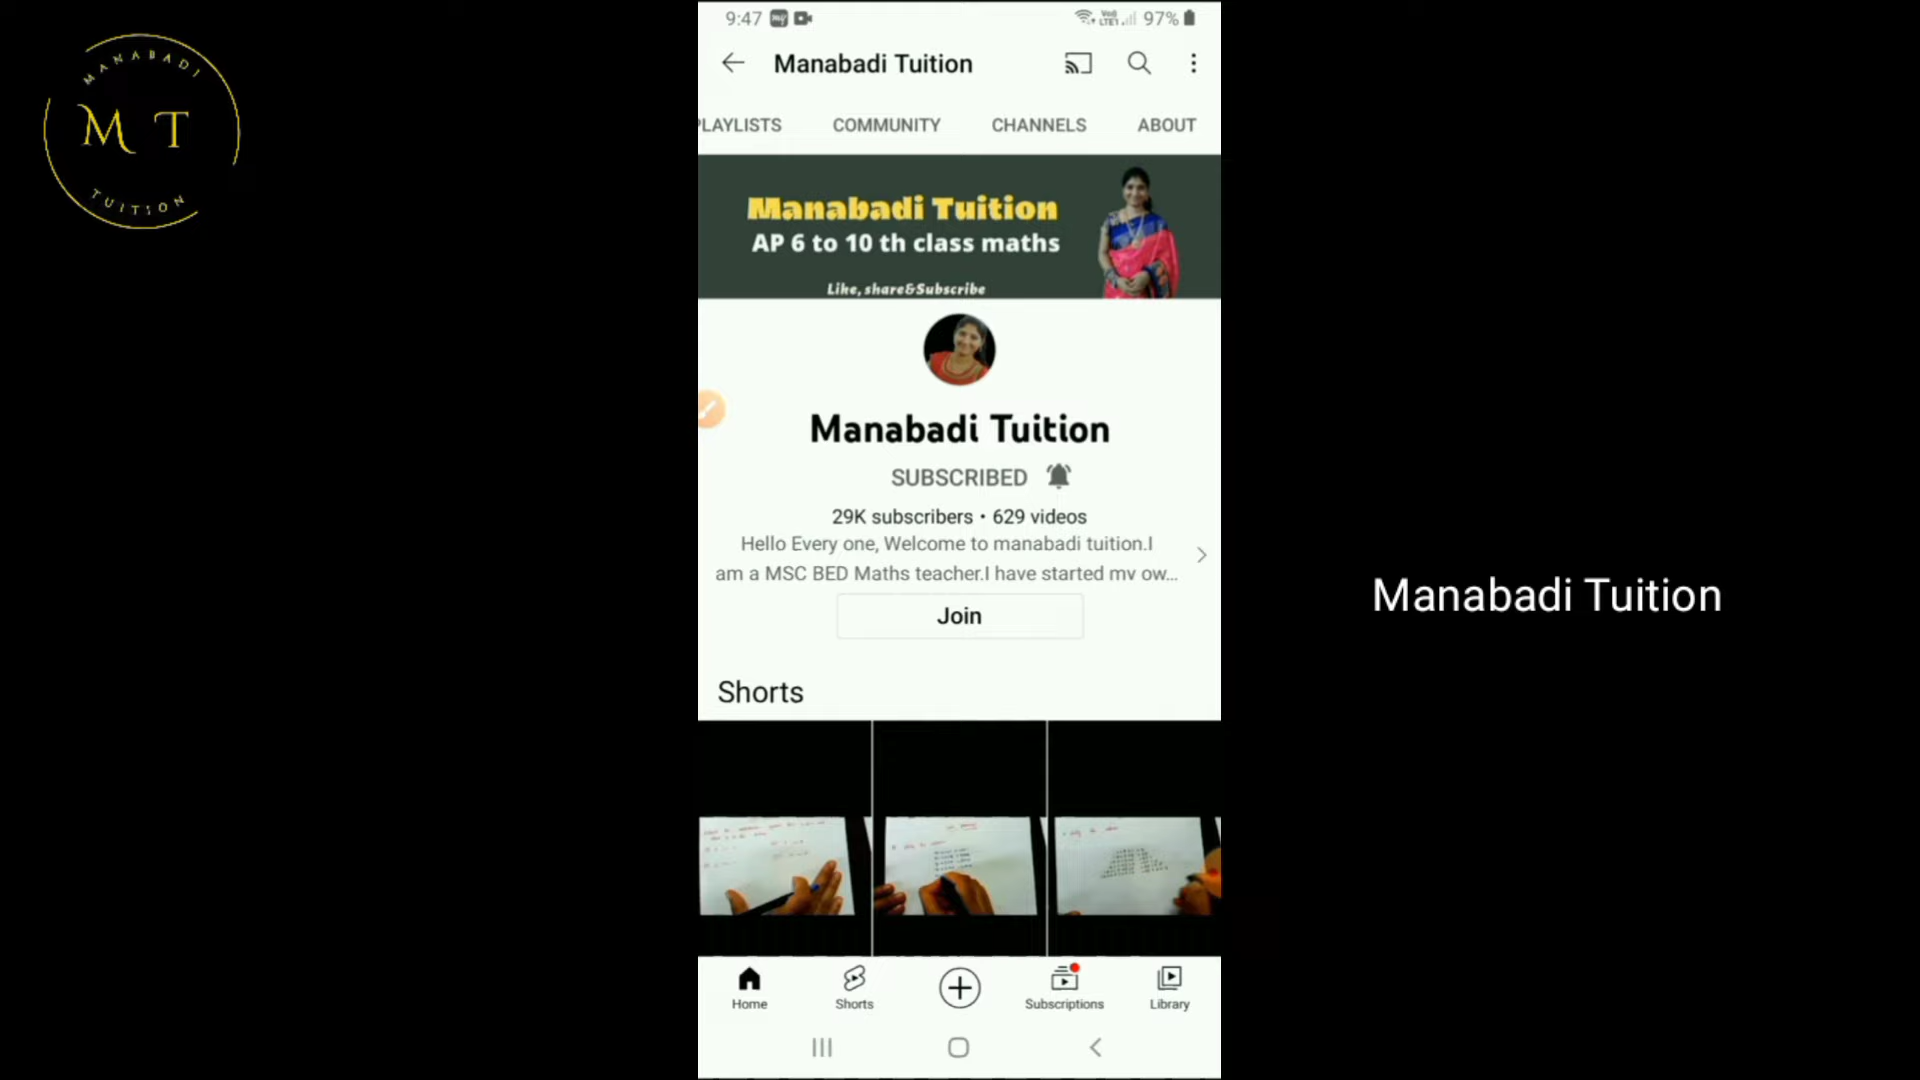 MANABADI
M T
TUITION
9:47
97%
Manabadi Tuition
PLAYLISTS COMMUNITY CHANNELS ABOUT
Manabadi Tuition
AP 6 to 10 th class maths
Like, share&Subscribe
Manabadi Tuition
SUBSCRIBED
29K subscribers • 629 videos
Hello Every one, Welcome to manabadi tuition.I
am a MSC BED Maths teacher.I have started my ow...
Join
Manabadi Tuition
Shorts
Home Shorts Subscriptions Library